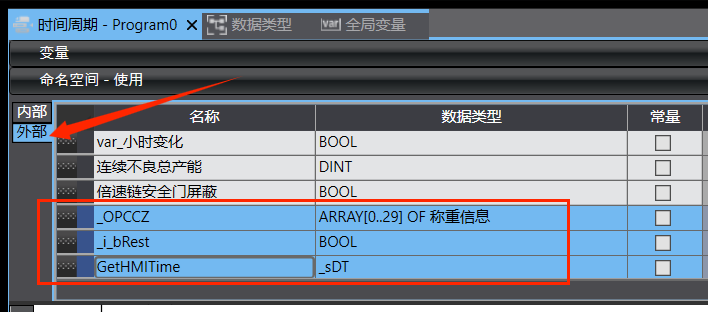 时间周期 - Program0 数据类型 var 全局变量
变量
命名空间 - 使用
内部 名称 数据类型 常量
外部
var_小时变化 BOOL
连续不良总产能 DINT
倍速链安全门屏蔽 BOOL
_OPCCZ ARRAY[0..29] OF 称重信息
_i_bRest BOOL
GetHMITime _sDT